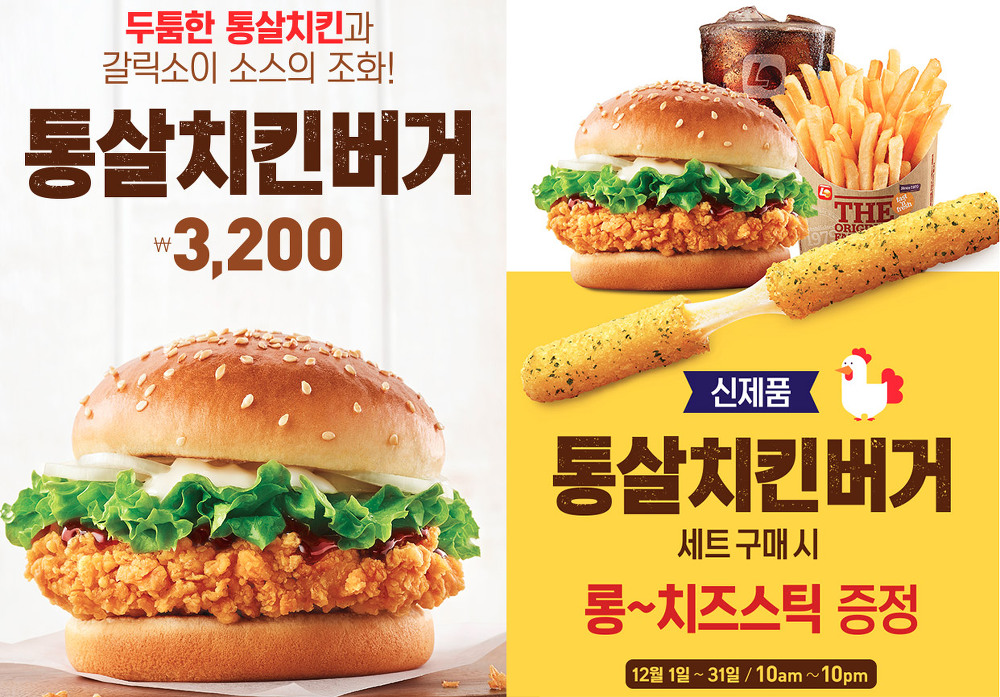 두툼한 통살치킨과
갈릭소이 소스의 조화!
통살치킨버거
₩3,200
THE
신제품
통살치킨버거
세트 구매 시
롱~치즈스틱 증정
12월 1일 ~ 31일 / 10am ~ 10pm